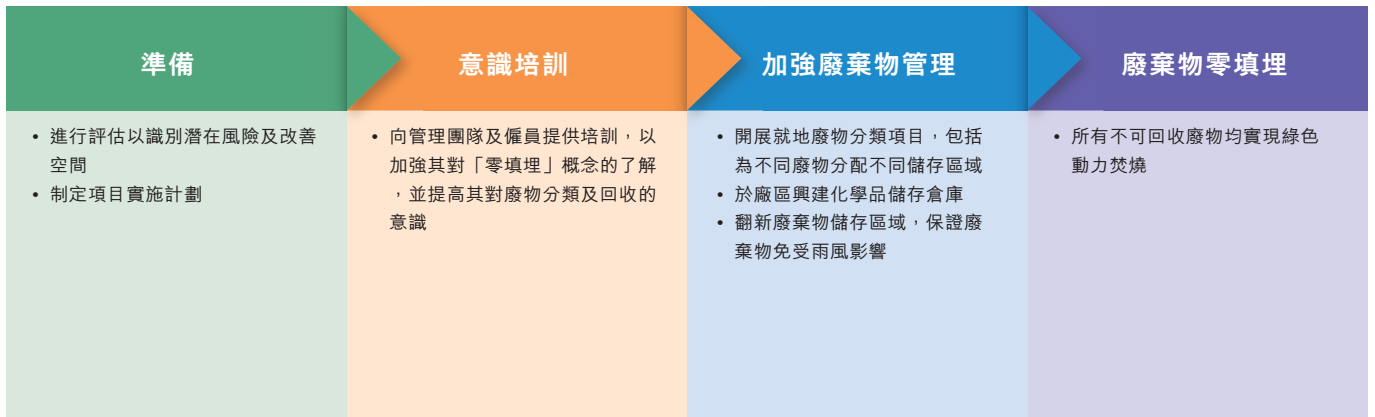 準備
• 進行評估以識別潛在風險及改善
空間
• 制定項目實施計劃
意識培訓
• 向管理團隊及僱員提供培訓，以
加強其對「零填埋」概念的了解
，並提高其對廢物分類及回收的
意識
加強廢棄物管理
• 開展就地廢物分類項目，包括
為不同廢物分配不同儲存區域
• 於廠區興建化學品儲存倉庫
• 翻新廢棄物儲存區域，保證廢
棄物免受雨風影響
廢棄物零填埋
• 所有不可回收廢物均實現綠色
動力焚燒